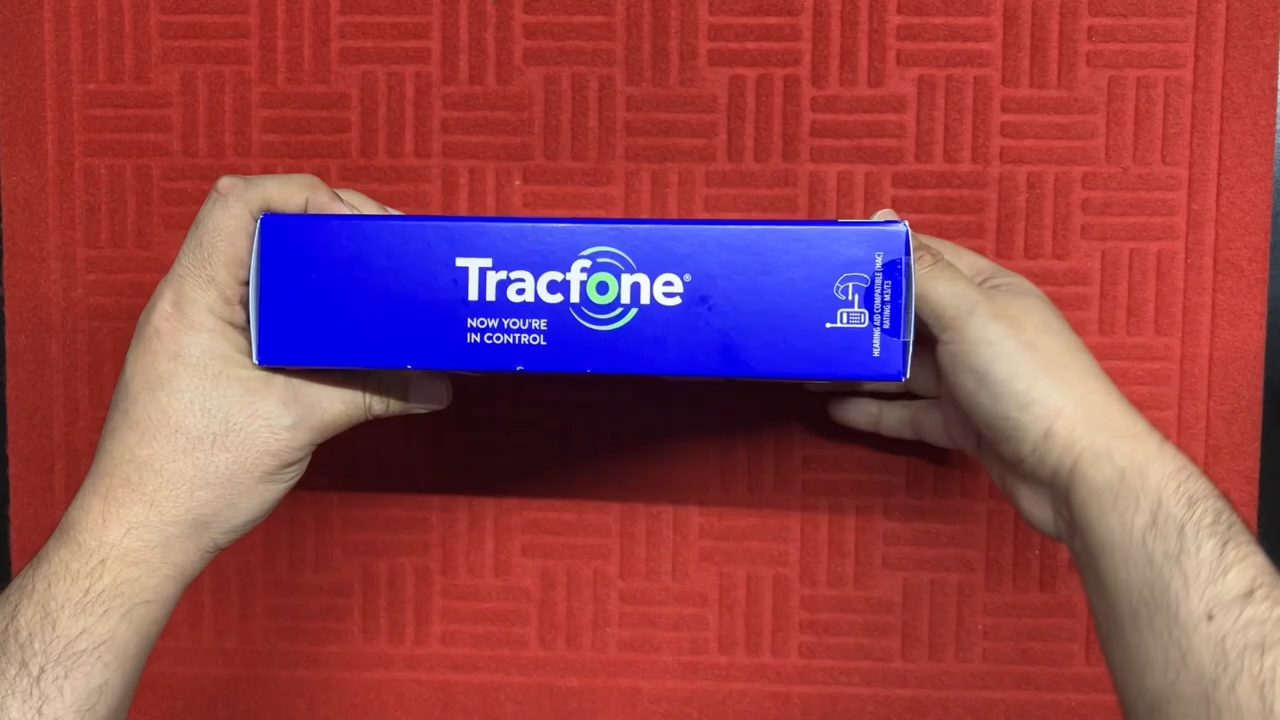 Tracfone®
NOW YOU'RE
IN CONTROL
HEARING AID COMPATIBLE (HAC)
RATING: M3/T3